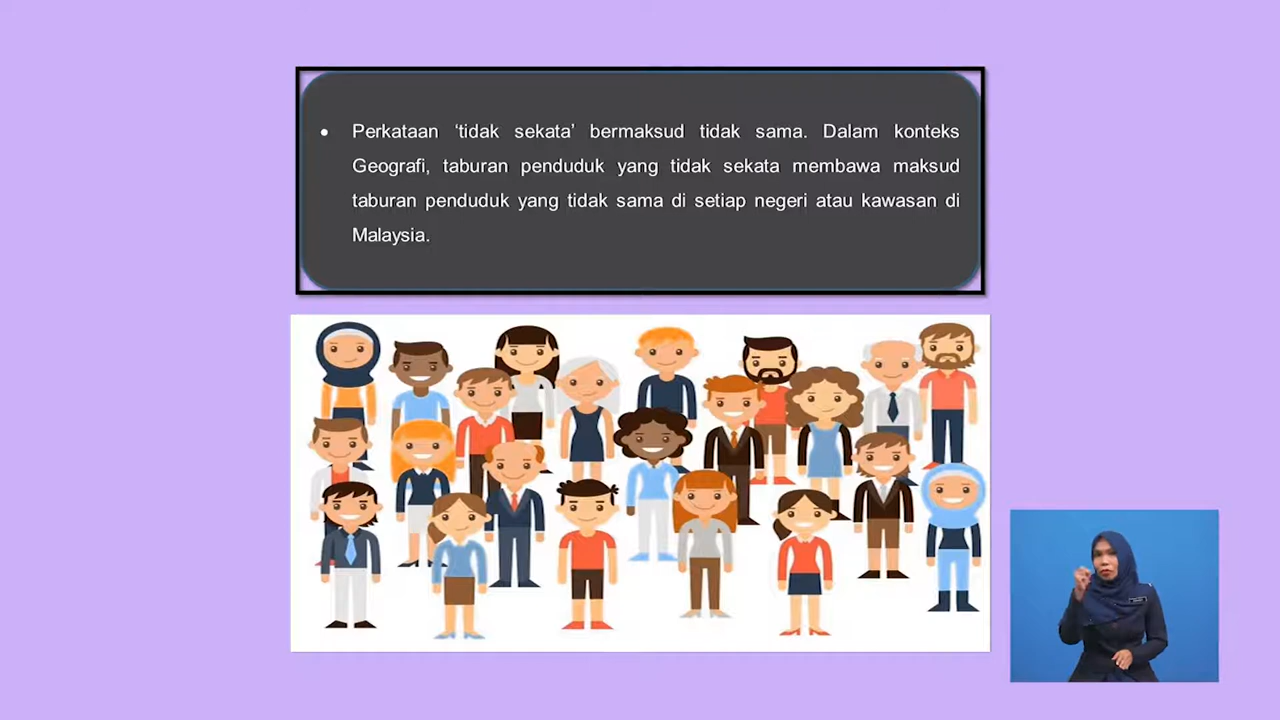 • Perkataan ‘tidak sekata’ bermaksud tidak sama. Dalam konteks
Geografi, taburan penduduk yang tidak sekata membawa maksud
taburan penduduk yang tidak sama di setiap negeri atau kawasan di
Malaysia.